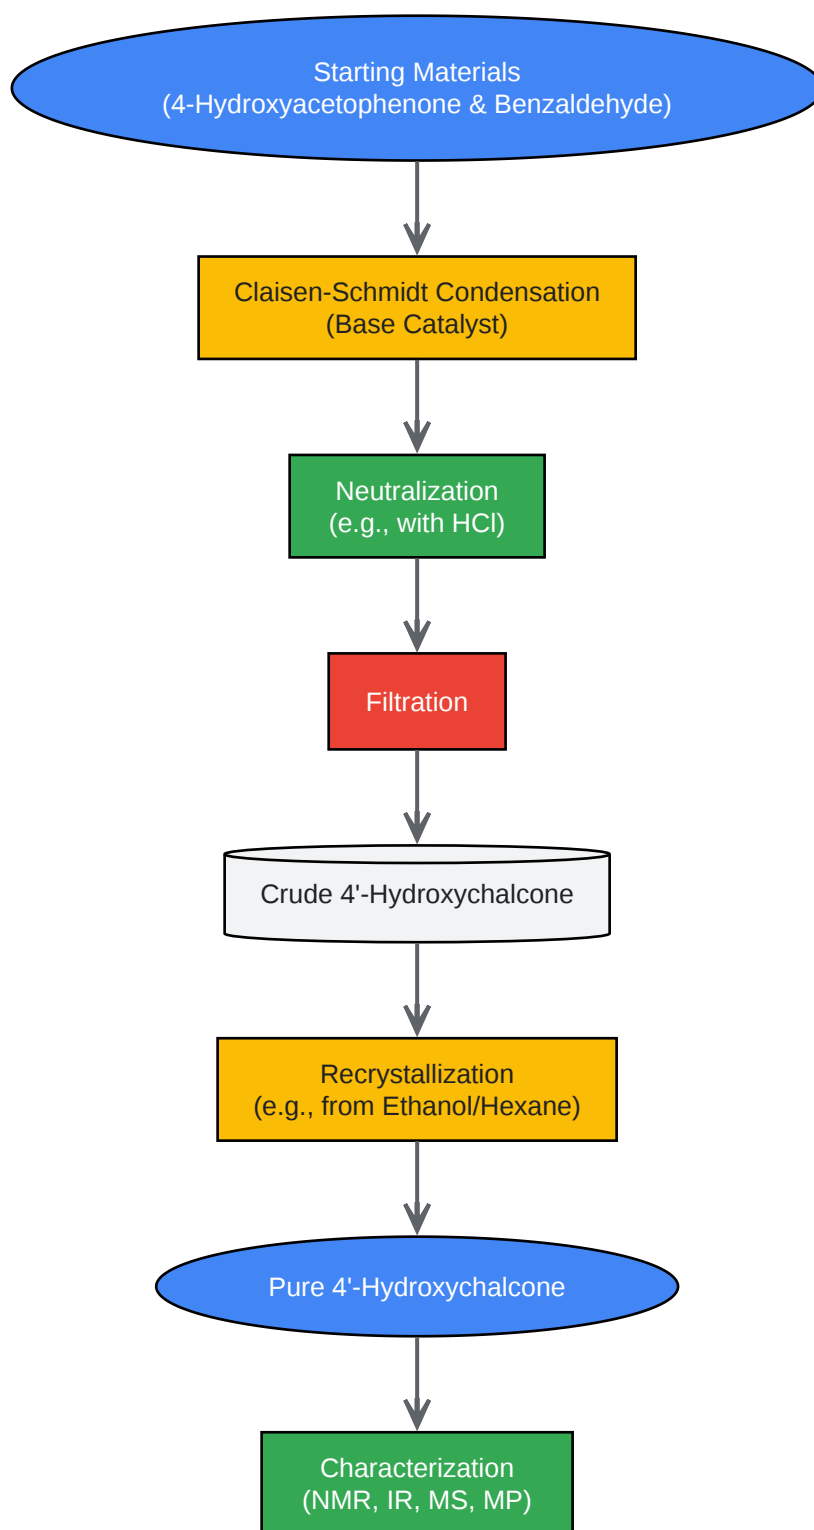 Starting Materials
(4-Hydroxyacetophenone & Benzaldehyde)
Claisen-Schmidt Condensation
(Base Catalyst)
Neutralization
(e.g., with HCl)
Filtration
Crude 4'-Hydroxychalcone
Recrystallization
(e.g., from Ethanol/Hexane)
Pure 4'-Hydroxychalcone
Characterization
(NMR, IR, MS, MP)